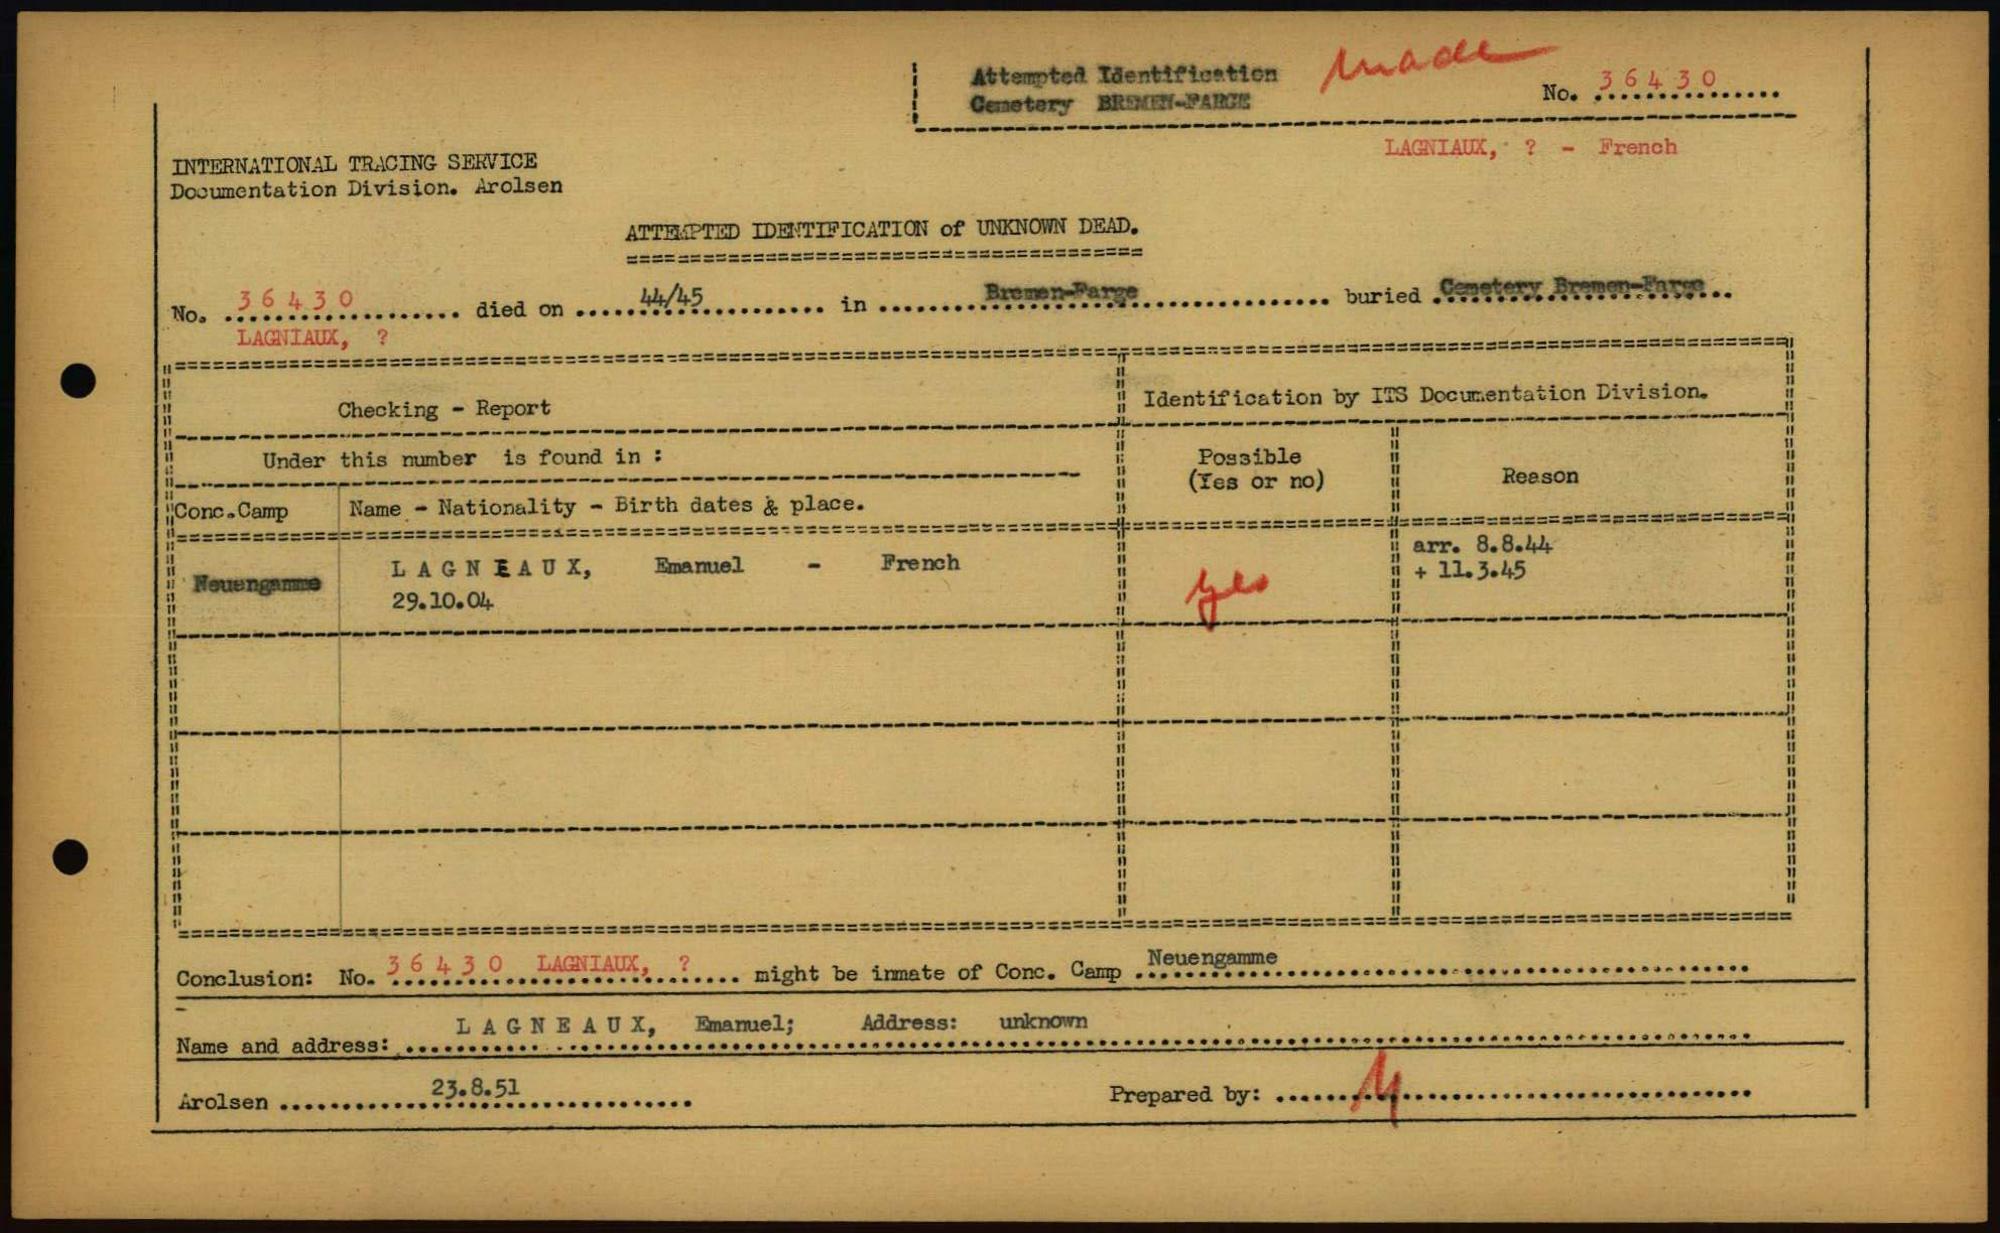 Attempted Identification made
Cemetery BREMEN-FARGE
No. 36430
LAGNIAUX, ? - French
INTERNATIONAL TRACING SERVICE
Documentation Division. Arolsen
ATTEMPTED IDENTIFICATION of UNKNOWN DEAD.
No. 36430 died on 44/45 in Bremen-Farge buried Cemetery Bremen-Farge
LAGNIAUX, ?
Checking - Report
Identification by ITS Documentation Division.
Under this number is found in :
Possible
(Yes or no)
Reason
Conc.Camp
Name - Nationality - Birth dates & place.
Neuengamme
LAGNEAUX, Emanuel - French
29.10.04
yes
arr. 8.8.44
+ 11.3.45
Conclusion: No. 36430 LAGNIAUX, ? might be inmate of Conc. Camp Neuengamme
Name and address: LAGNEAUX, Emanuel; Address: unknown
Arolsen 23.8.51
Prepared by: